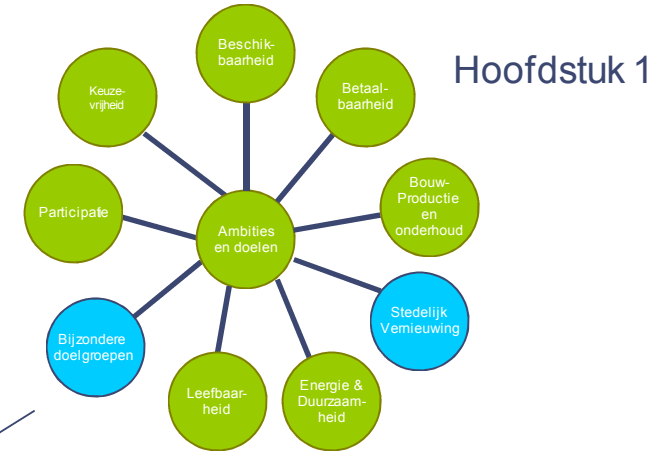 Hoofdstuk 1
Beschik-
baarheid
Betaal-
baarheid
Bouw-
Productie
en
onderhoud
Stedelijk
Vernieuwing
Energie &
Duurzaam-
heid
Leefbaar-
heid
Bijzondere
doelgroepen
Participatie
Keuze-
vrijheid
Ambities
en doelen